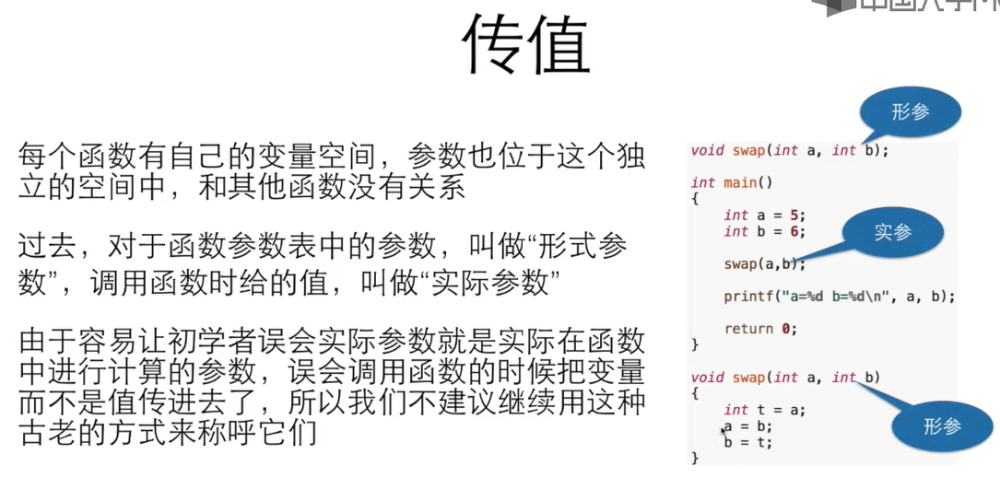 传值
每个函数有自己的变量空间，参数也位于这个独
立的空间中，和其他函数没有关系
过去，对于函数参数表中的参数，叫做“形式参
数”，调用函数时给的值，叫做“实际参数”
由于容易让初学者误会实际参数就是实际在函数
中进行计算的参数，误会调用函数的时候把变量
而不是值传进去了，所以我们不建议继续用这种
古老的方式来称呼它们
形参
void swap(int a, int b);
int main()
{
int a = 5;
int b = 6;
实参
swap(a,b);
printf("a=%d b=%d\n", a, b);
return 0;
}
void swap(int a, int b)
{
int t = a;
a = b;
b = t;
}
形参